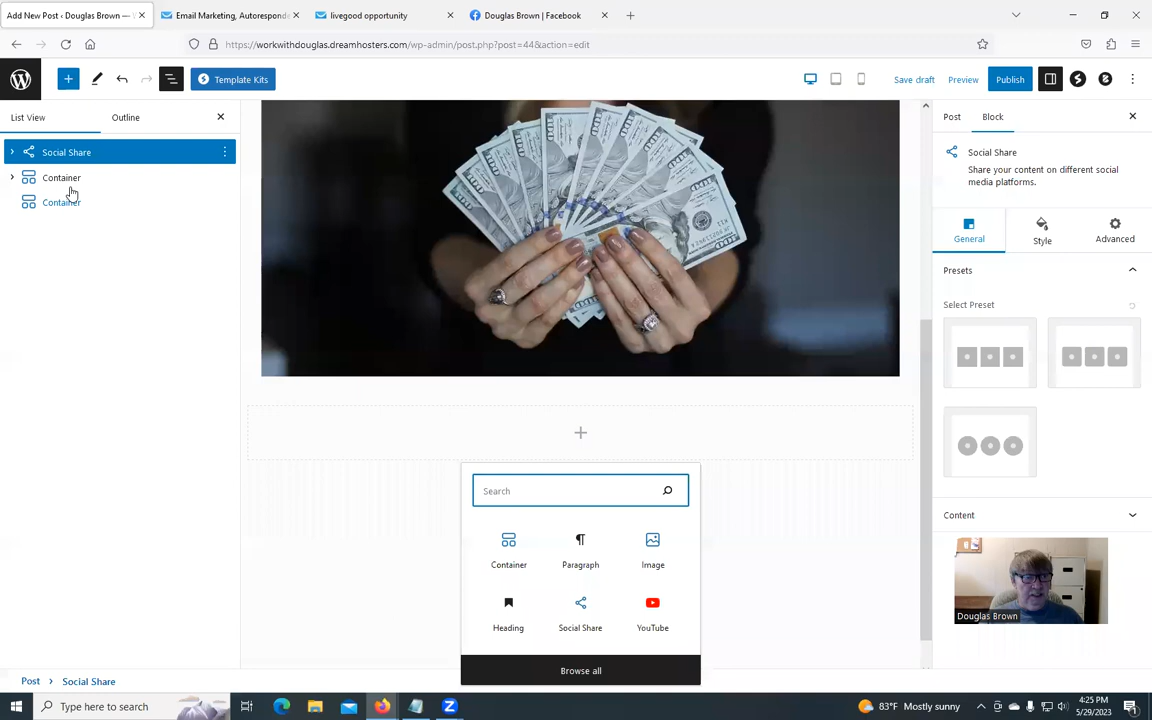 Add New Post ‹ Douglas Brown —
Email Marketing, Autoresponde
livegood opportunity
Douglas Brown | Facebook
https://workwithdouglas.dreamhosters.com/wp-admin/post.php?post=44&action=edit
Template Kits
Save draft
Preview
Publish
List View
Outline
Post
Block
Social Share
Container
Container
Social Share
Share your content on different social
media platforms.
General
Style
Advanced
Presets
Select Preset
Content
Search
Container
Paragraph
Image
Heading
Social Share
YouTube
Browse all
Douglas Brown
Post
Social Share
Type here to search
83°F Mostly sunny
4:25 PM
5/29/2023